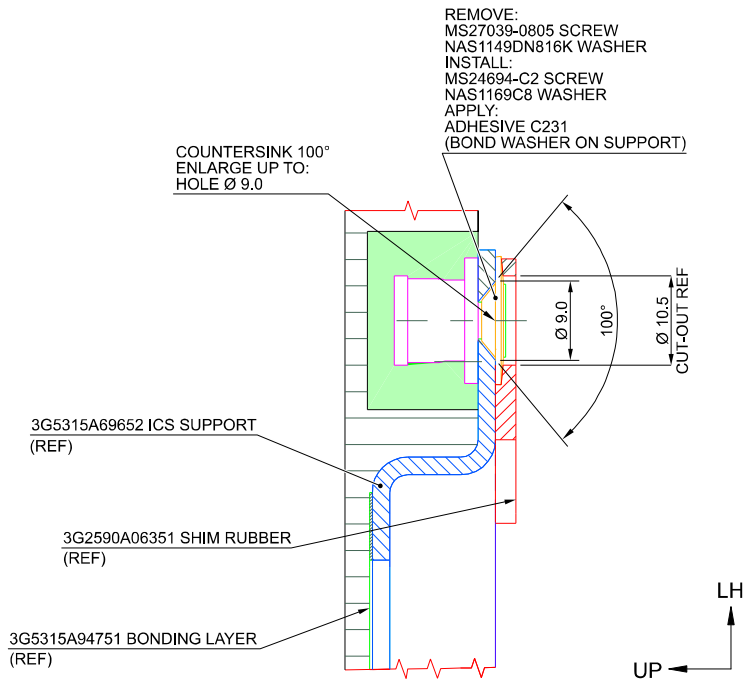 REMOVE:
MS27039-0805 SCREW
NAS1149DN816K WASHER
INSTALL:
MS24694-C2 SCREW
NAS1169C8 WASHER
APPLY:
ADHESIVE C231
(BOND WASHER ON SUPPORT)
COUNTERSINK 100°
ENLARGE UP TO:
HOLE Ø 9.0
Ø 9.0
100°
Ø 10.5
CUT-OUT REF
3G5315A69652 ICS SUPPORT
(REF)
3G2590A06351 SHIM RUBBER
(REF)
3G5315A94751 BONDING LAYER
(REF)
LH
UP